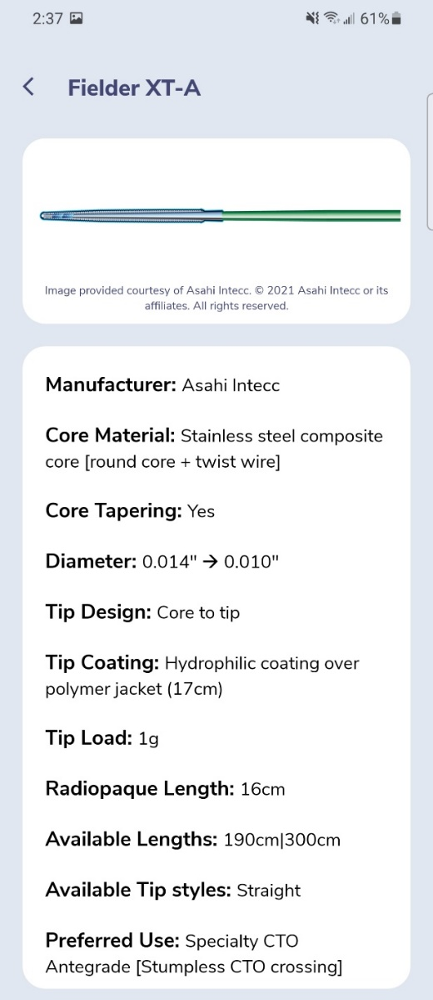 2:37 61%
Fielder XT-A
Image provided courtesy of Asahi Intecc. © 2021 Asahi Intecc or its
affiliates. All rights reserved.
Manufacturer: Asahi Intecc
Core Material: Stainless steel composite
core [round core + twist wire]
Core Tapering: Yes
Diameter: 0.014" → 0.010"
Tip Design: Core to tip
Tip Coating: Hydrophilic coating over
polymer jacket (17cm)
Tip Load: 1g
Radiopaque Length: 16cm
Available Lengths: 190cm|300cm
Available Tip styles: Straight
Preferred Use: Specialty CTO
Antegrade [Stumpless CTO crossing]